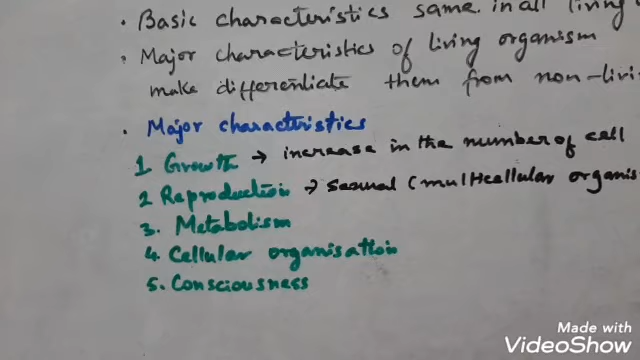 • Basic characteristics same in all living
• Major characteristics of living organism
make differentiate them from non-livi
• Major charactristics
1 Growth → increase in the number of cell
2 Reproduction → sexual (multicellular organis
3. Metabolism
4. Cellular organisation
5. Consciousness
Made with
VideoShow